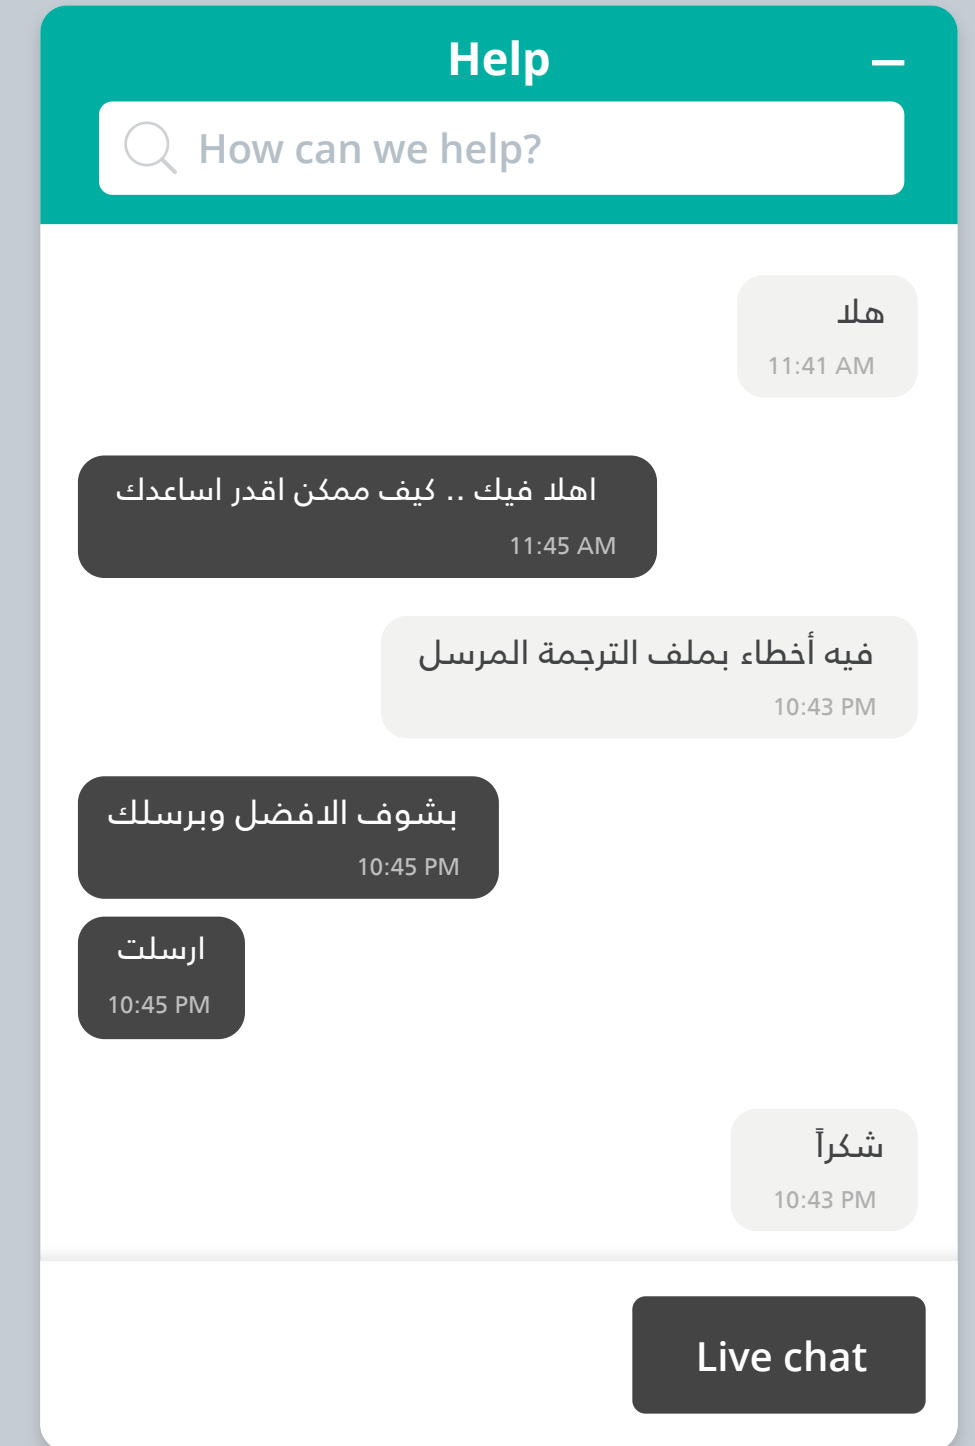 Help
How can we help?
هلا
11:41 AM
اهلا فيك .. كيف ممكن اقدر اساعدك
11:45 AM
فيه أخطاء بملف الترجمة المرسل
10:43 PM
بشوف الافضل وبرسلك
10:45 PM
ارسلت
10:45 PM
شكراً
10:43 PM
Live chat